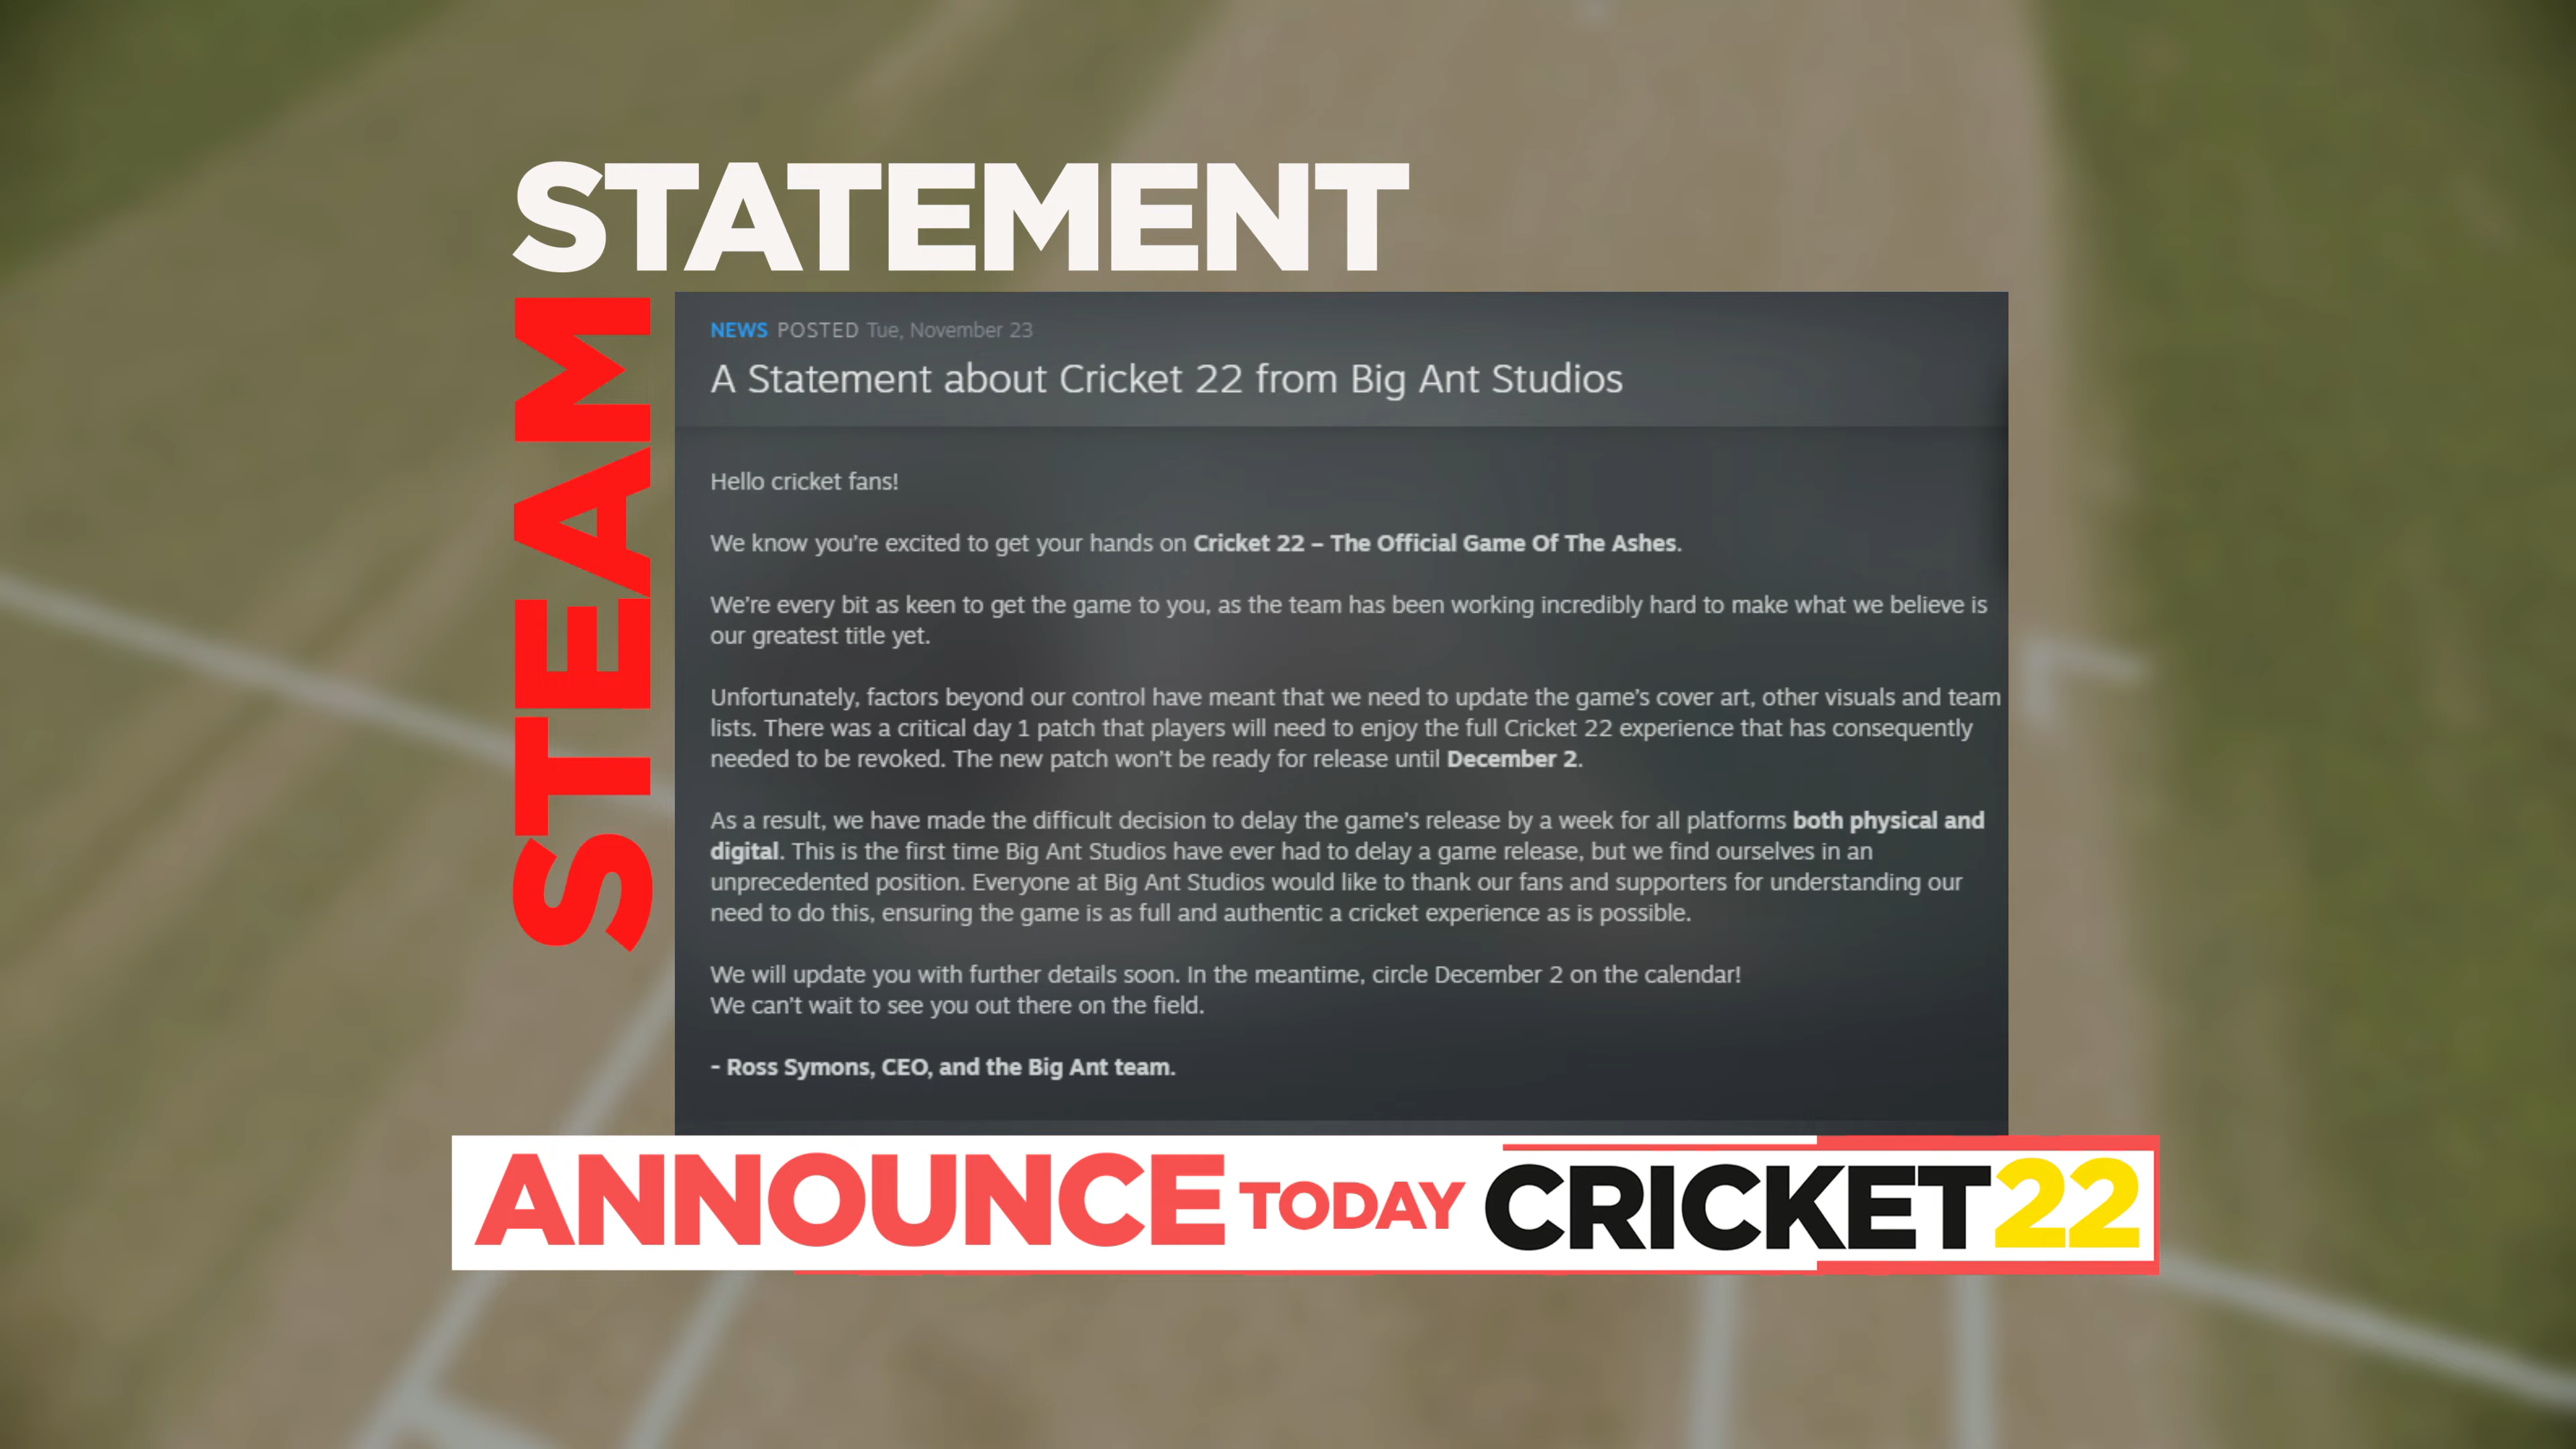 STATEMENT
STEAM
NEWS POSTED Tue, November 23
A Statement about Cricket 22 from Big Ant Studios
Hello cricket fans!
We know you're excited to get your hands on Cricket 22 – The Official Game Of The Ashes.
We're every bit as keen to get the game to you, as the team has been working incredibly hard to make what we believe is
our greatest title yet.
Unfortunately, factors beyond our control have meant that we need to update the game's cover art, other visuals and team
lists. There was a critical day 1 patch that players will need to enjoy the full Cricket 22 experience that has consequently
needed to be revoked. The new patch won't be ready for release until December 2.
As a result, we have made the difficult decision to delay the game's release by a week for all platforms both physical and
digital. This is the first time Big Ant Studios have ever had to delay a game release, but we find ourselves in an
unprecedented position. Everyone at Big Ant Studios would like to thank our fans and supporters for understanding our
need to do this, ensuring the game is as full and authentic a cricket experience as is possible.
We will update you with further details soon. In the meantime, circle December 2 on the calendar!
We can't wait to see you out there on the field.
- Ross Symons, CEO, and the Big Ant team.
ANNOUNCE TODAY CRICKET22